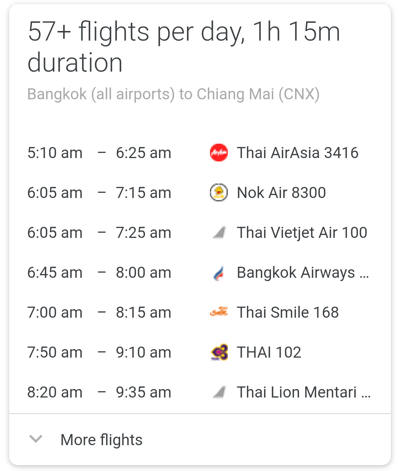 57+ flights per day, 1h 15m
duration
Bangkok (all airports) to Chiang Mai (CNX)
5:10 am – 6:25 am Thai AirAsia 3416
6:05 am – 7:15 am Nok Air 8300
6:05 am – 7:25 am Thai Vietjet Air 100
6:45 am – 8:00 am Bangkok Airways ...
7:00 am – 8:15 am Thai Smile 168
7:50 am – 9:10 am THAI 102
8:20 am – 9:35 am Thai Lion Mentari ...
More flights